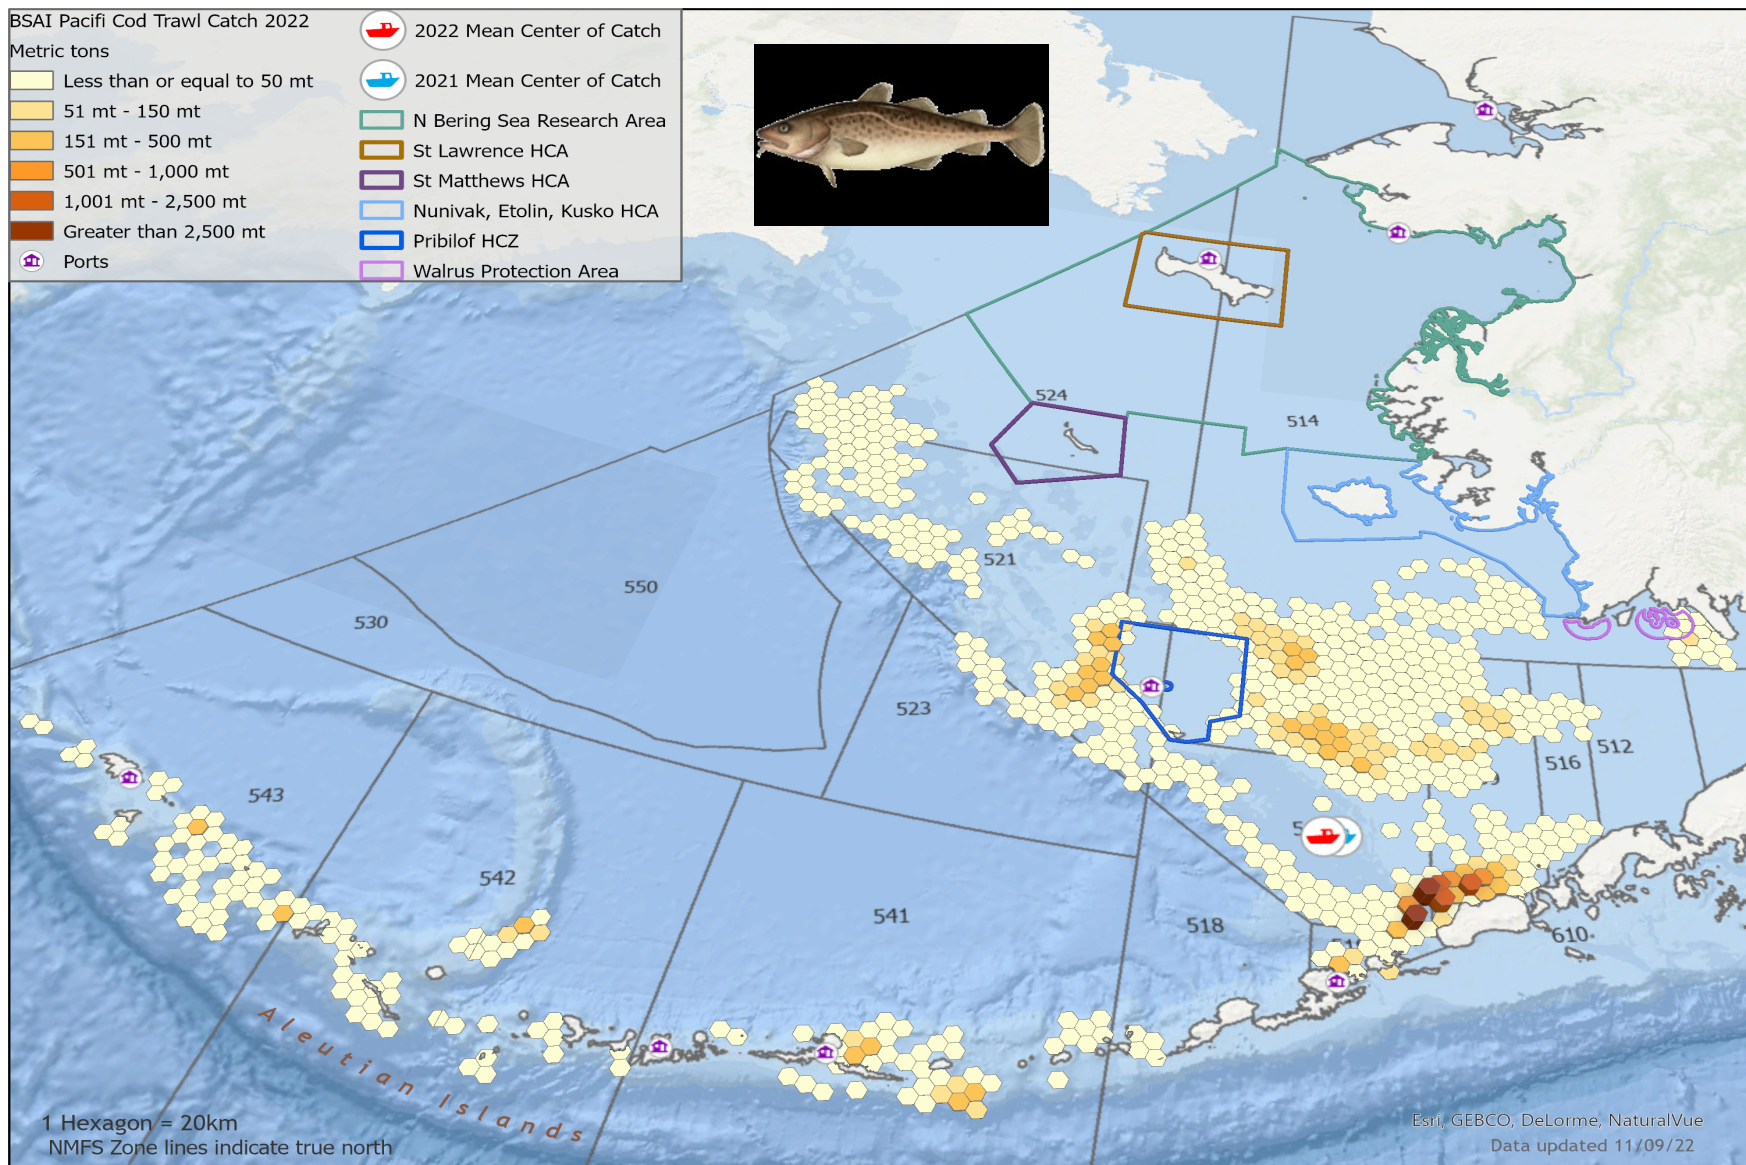 BSAI Pacifi Cod Trawl Catch 2022
Metric tons
Less than or equal to 50 mt
51 mt - 150 mt
151 mt - 500 mt
501 mt - 1,000 mt
1,001 mt - 2,500 mt
Greater than 2,500 mt
Ports
2022 Mean Center of Catch
2021 Mean Center of Catch
N Bering Sea Research Area
St Lawrence HCA
St Matthews HCA
Nunivak, Etolin, Kusko HCA
Pribilof HCZ
Walrus Protection Area
524
514
521
550
530
523
516
512
543
542
541
518
610
Aleutian Islands
1 Hexagon = 20km
NMFS Zone lines indicate true north
Esri, GEBCO, DeLorme, NaturalVue
Data updated 11/09/22